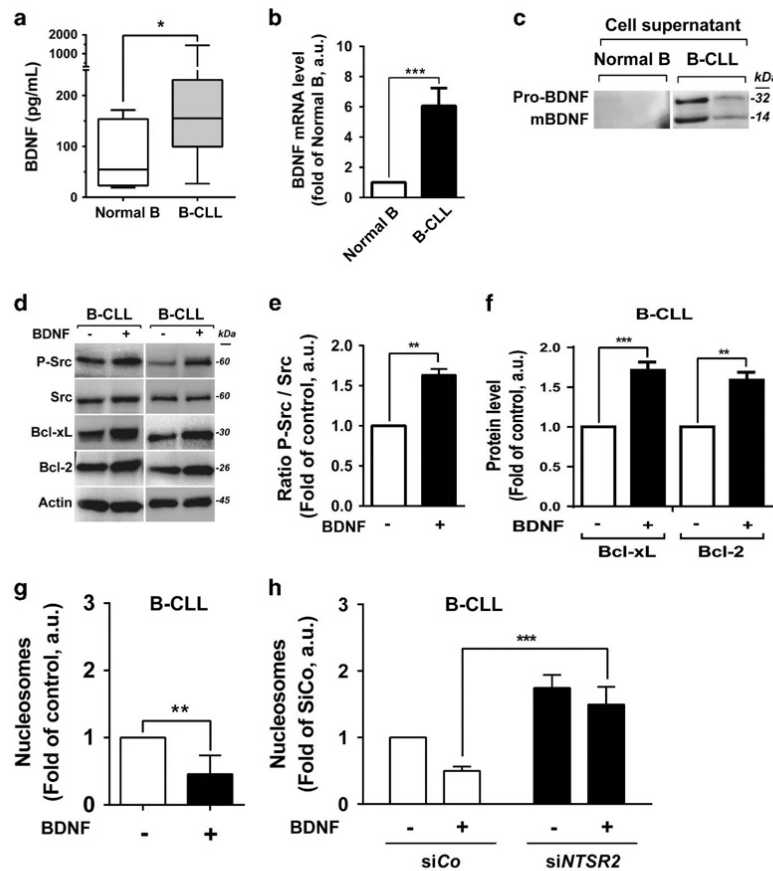 a
BDNF (pg/mL)
2000
1000
200
150
100
50
0
*
Normal B
B-CLL
b
BDNF mRNA level
(fold of Normal B, a.u.)
10
8
6
4
2
0
***
Normal B
B-CLL
c
Cell supernatant
Normal B B-CLL
kDa
Pro-BDNF -32
mBDNF -14
d
B-CLL B-CLL
BDNF - + - + kDa
P-Src -60
Src -60
Bcl-xL -30
Bcl-2 -26
Actin -45
e
Ratio P-Src / Src
(Fold of control, a.u.)
2.0
1.5
1.0
0.5
0.0
**
BDNF - +
f
B-CLL
Protein level
(Fold of control, a.u.)
2.0
1.5
1.0
0.5
0.0
*** **
BDNF - + - +
Bcl-xL Bcl-2
g
B-CLL
Nucleosomes
(Fold of control, a.u.)
3
2
1
0
**
BDNF - +
h
B-CLL
Nucleosomes
(Fold of SiCo, a.u.)
3
2
1
0
***
BDNF - + - +
siCo siNTSR2